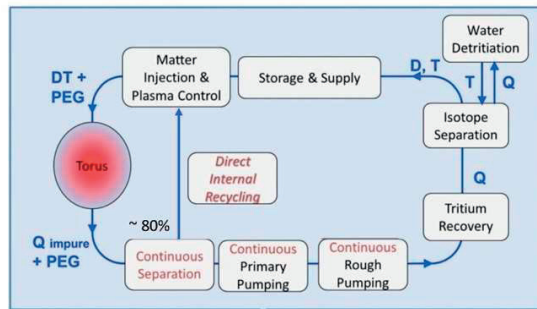 Water
Detritiation
Matter
Injection &
Plasma Control
Storage & Supply
D, T
T
Q
DT +
PEG
Isotope
Separation
Torus
Direct
Internal
Recycling
Q
Tritium
Recovery
~ 80%
Q impure
+ PEG
Continuous
Separation
Continuous
Primary
Pumping
Continuous
Rough
Pumping